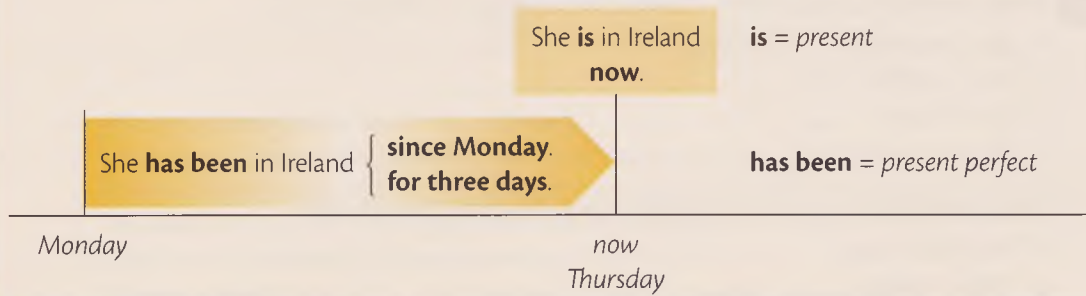 She is in Ireland
now.
is = present
She has been in Ireland { since Monday.
for three days.
has been = present perfect
Monday
now
Thursday